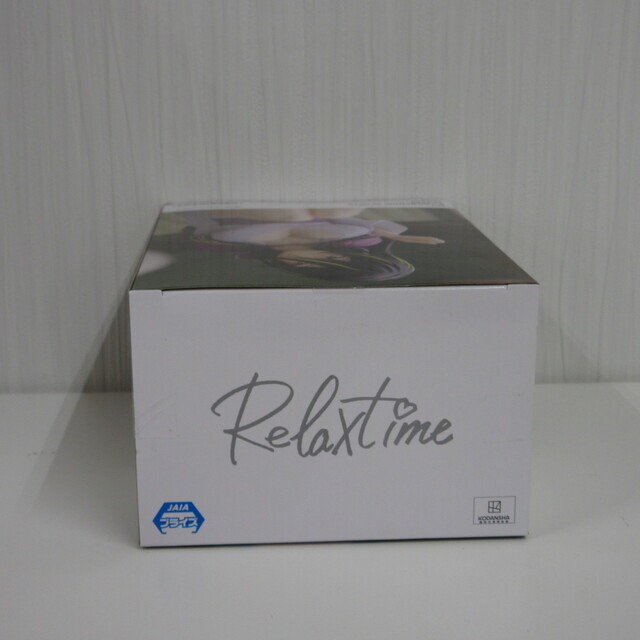 Relaxtime
JAIA
プライズ
KODANSHA